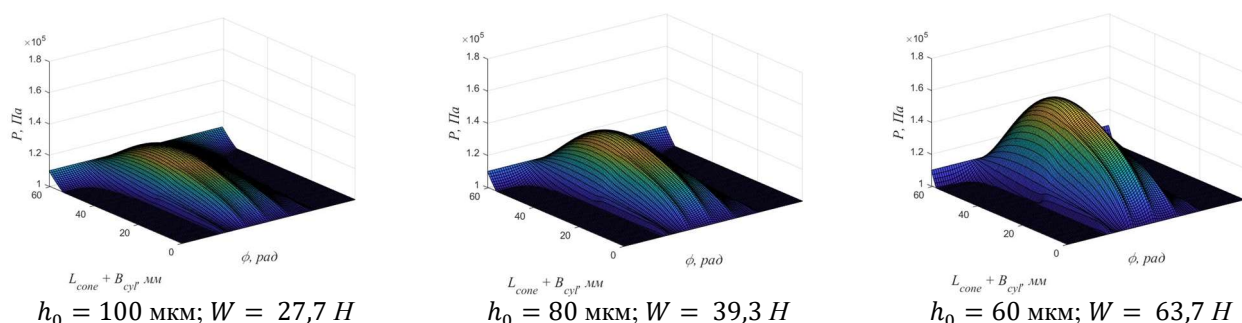 ×10⁵
1.8
1.6
1.4
1.2
1
60
40
20
0
P, Па
ϕ, рад
L_cone + B_cyl, мм
h₀ = 100 мкм; W = 27,7 Н
×10⁵
1.8
1.6
1.4
1.2
1
60
40
20
0
P, Па
ϕ, рад
L_cone + B_cyl, мм
h₀ = 80 мкм; W = 39,3 Н
×10⁵
1.8
1.6
1.4
1.2
1
60
40
20
0
P, Па
ϕ, рад
L_cone + B_cyl, мм
h₀ = 60 мкм; W = 63,7 Н